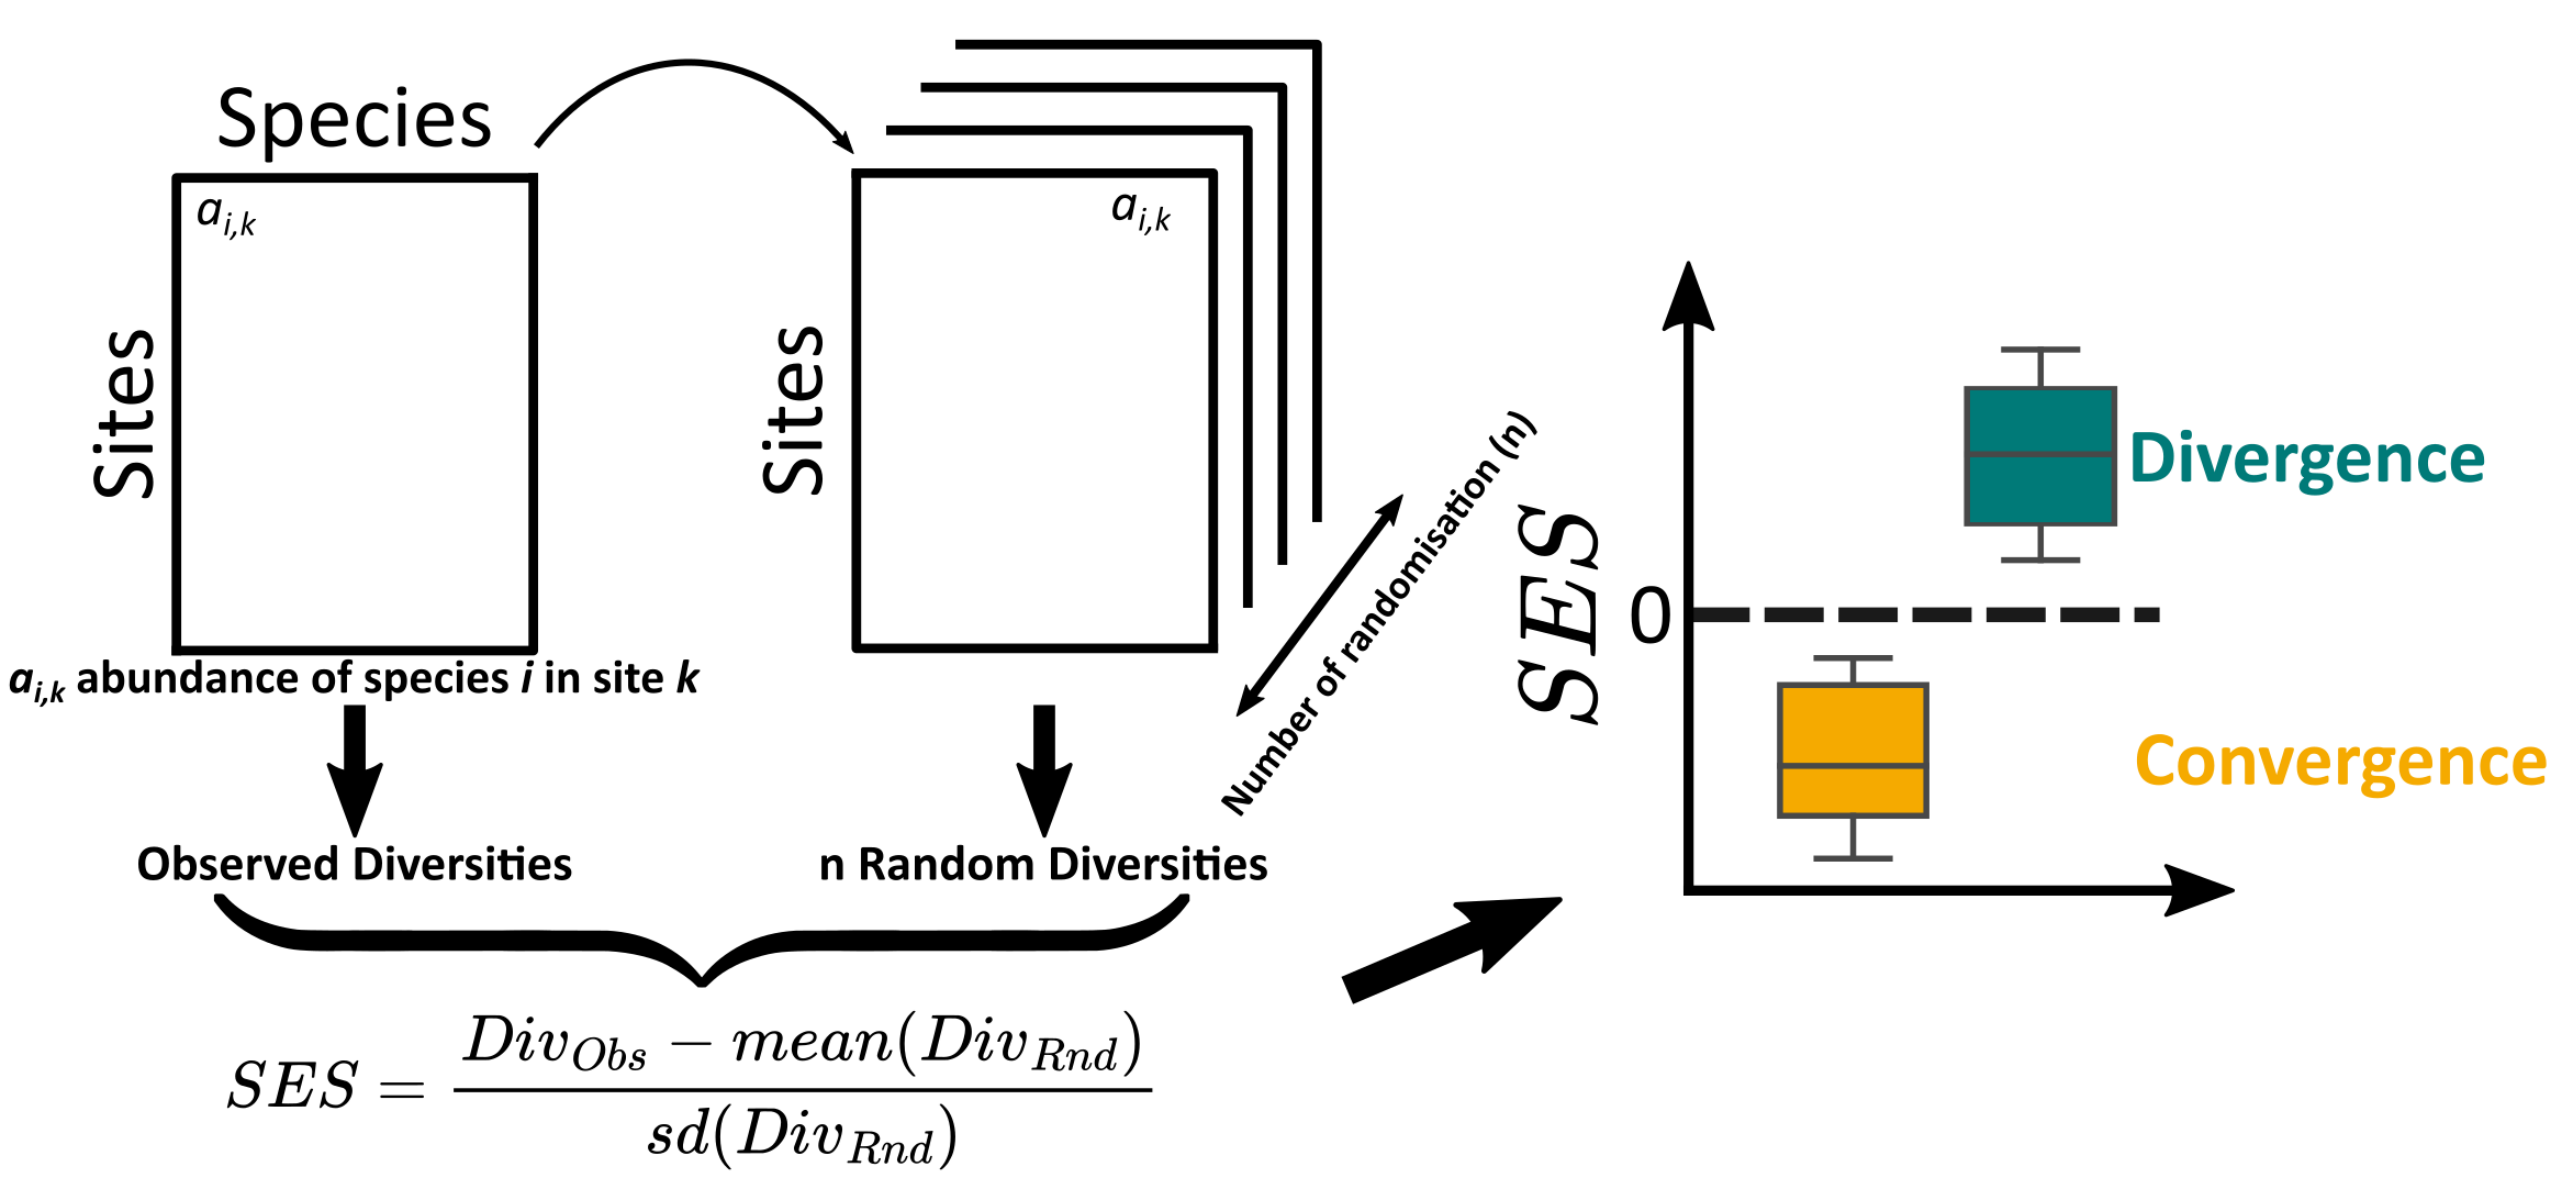 Species
Sites
a_{i,k}
a_{i,k} abundance of species i in site k
Observed Diversities
Sites
a_{i,k}
Number of randomisation (n)
n Random Diversities
SES = \frac{Div_{Obs} - mean(Div_{Rnd})}{sd(Div_{Rnd})}
SES
0
Divergence
Convergence